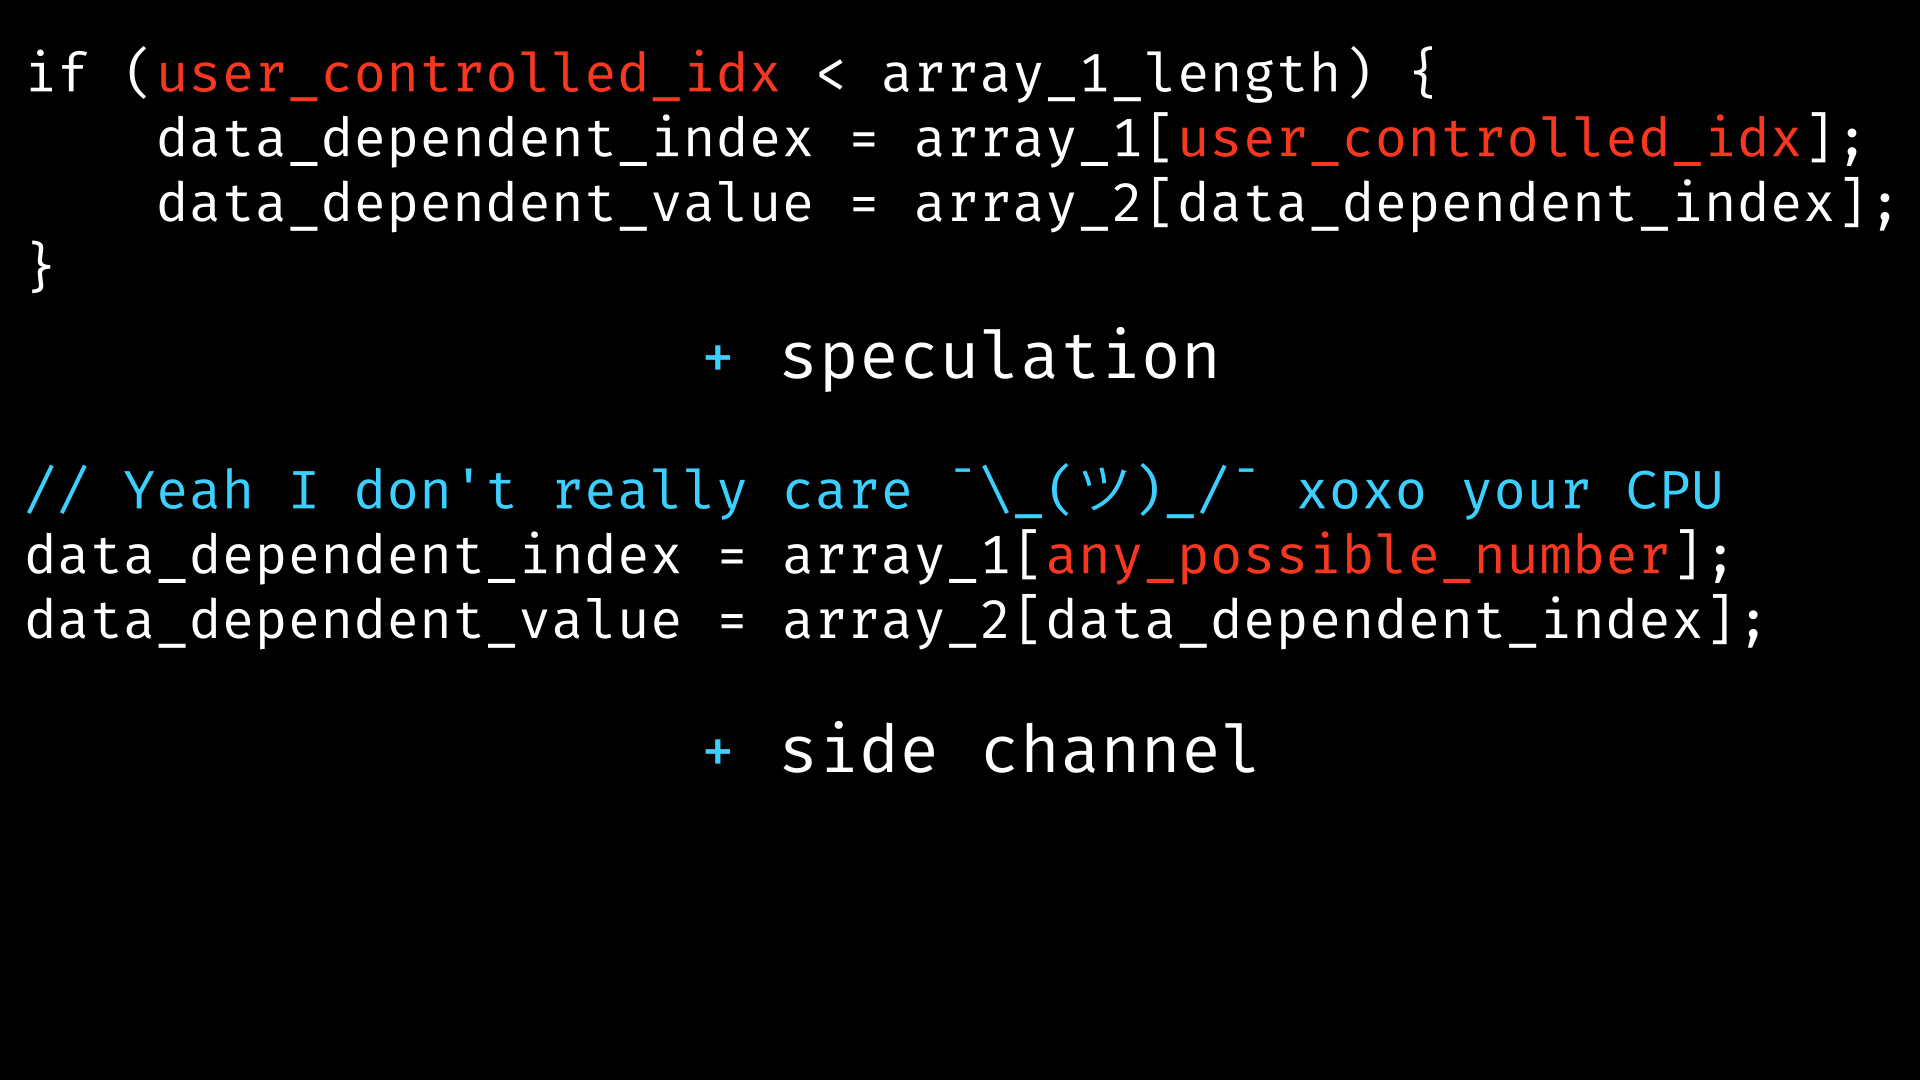 if (user_controlled_idx < array_1_length) {
    data_dependent_index = array_1[user_controlled_idx];
    data_dependent_value = array_2[data_dependent_index];
}
+ speculation
// Yeah I don't really care ¯\_(ツ)_/¯ xoxo your CPU
data_dependent_index = array_1[any_possible_number];
data_dependent_value = array_2[data_dependent_index];
+ side channel